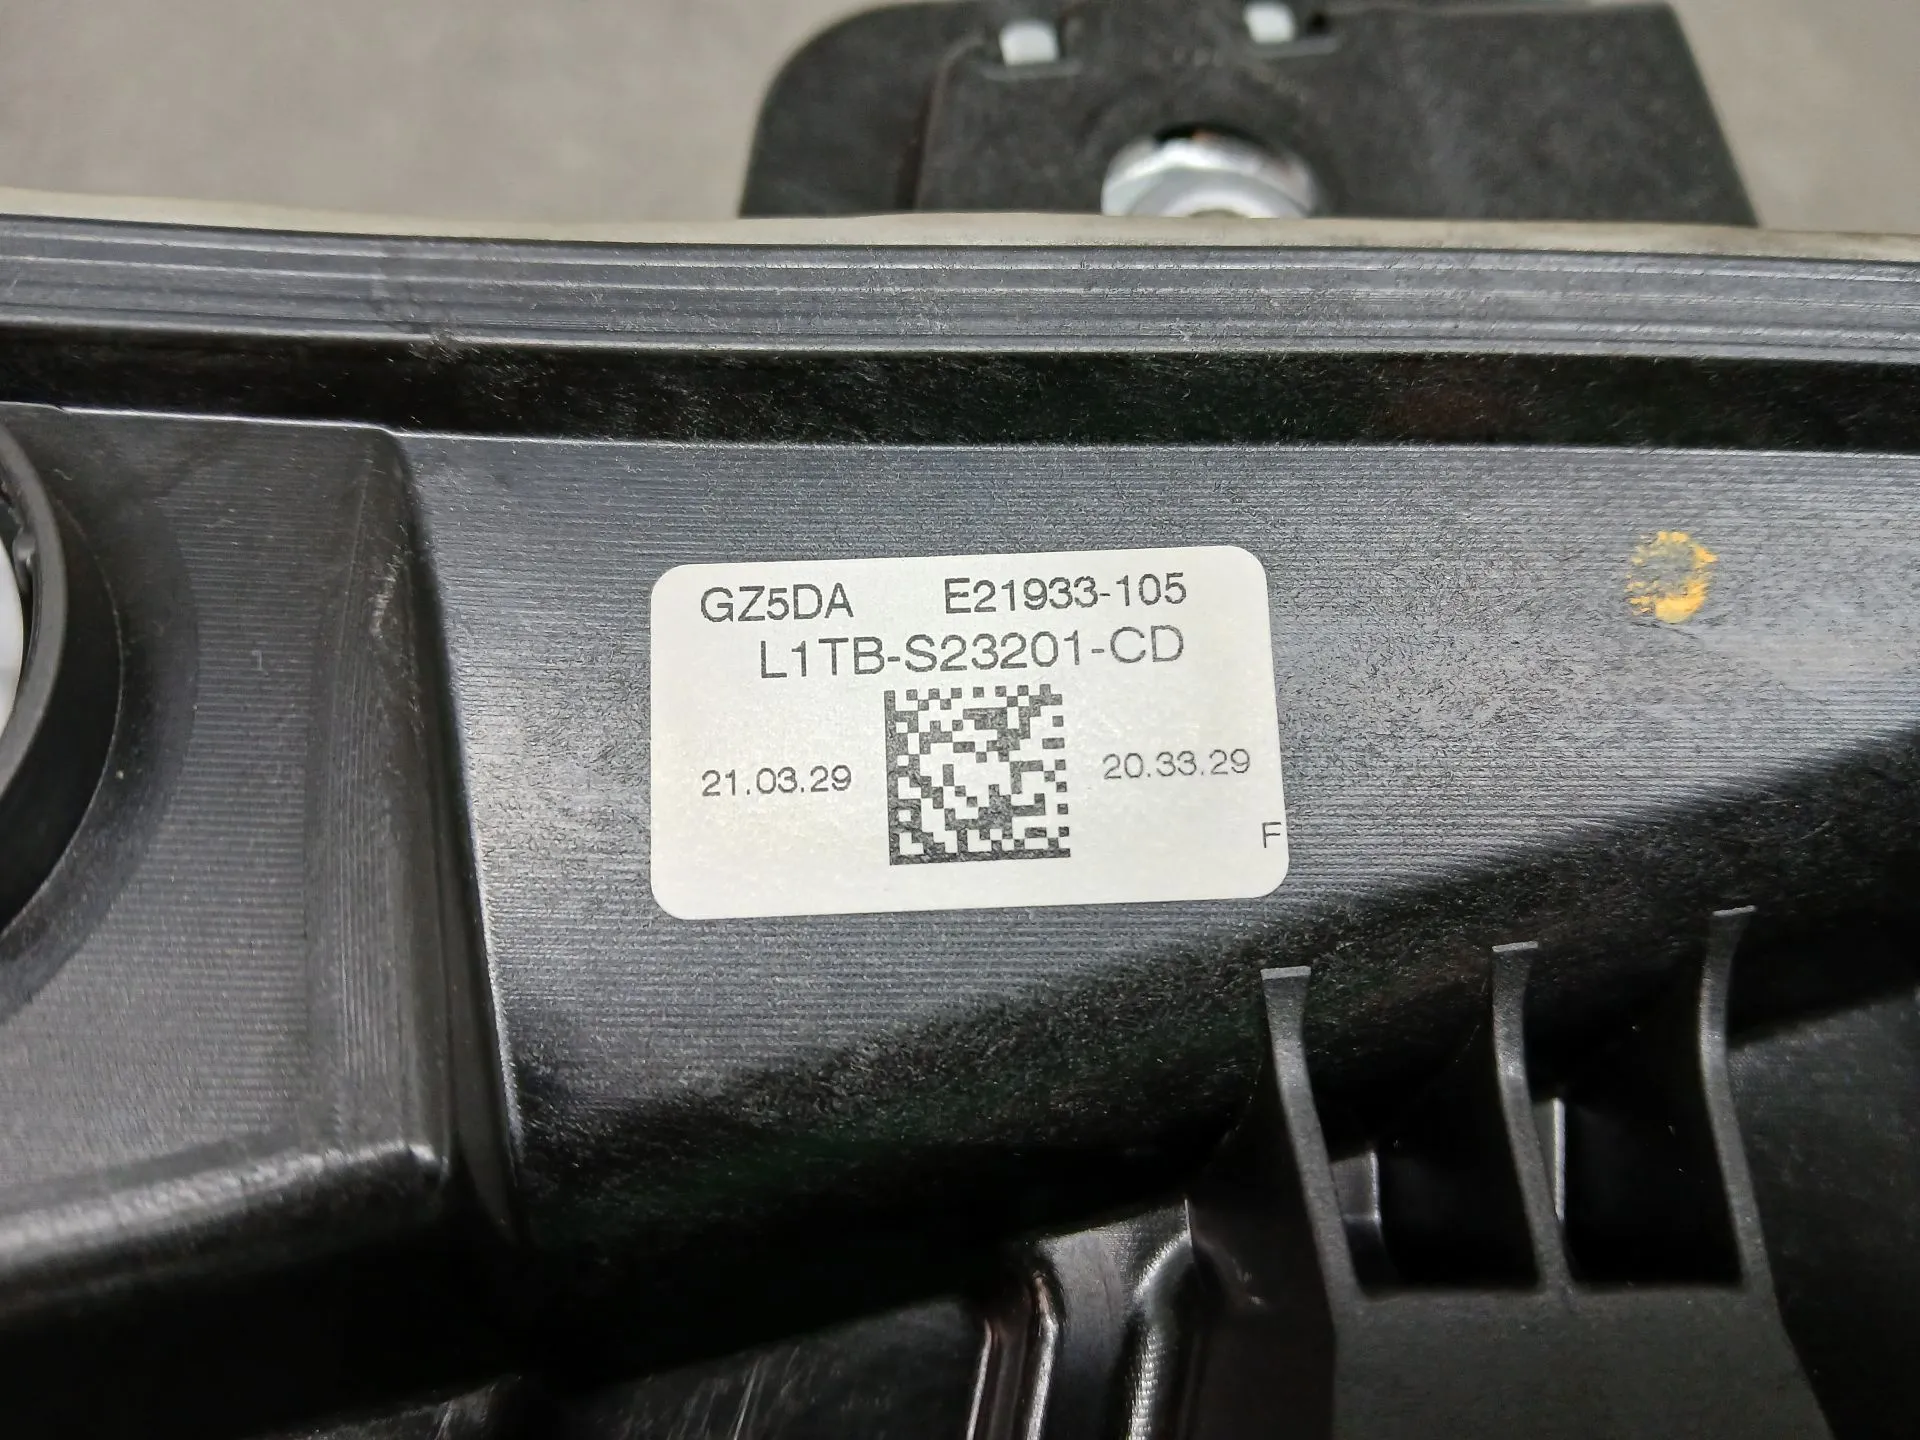 GZ5DA E21933-105
L1TB-S23201-CD
21.03.29 20.33.29
F